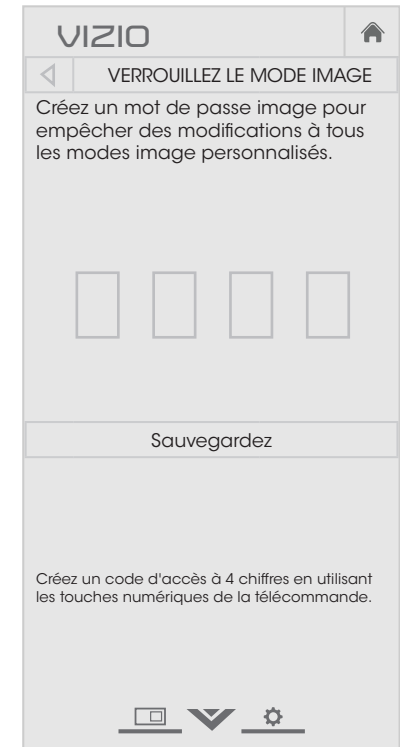 VIZIO
VERROUILLEZ LE MODE IMAGE
Créez un mot de passe image pour
empêcher des modifications à tous
les modes image personnalisés.
Sauvegardez
Créez un code d'accès à 4 chiffres en utilisant
les touches numériques de la télécommande.